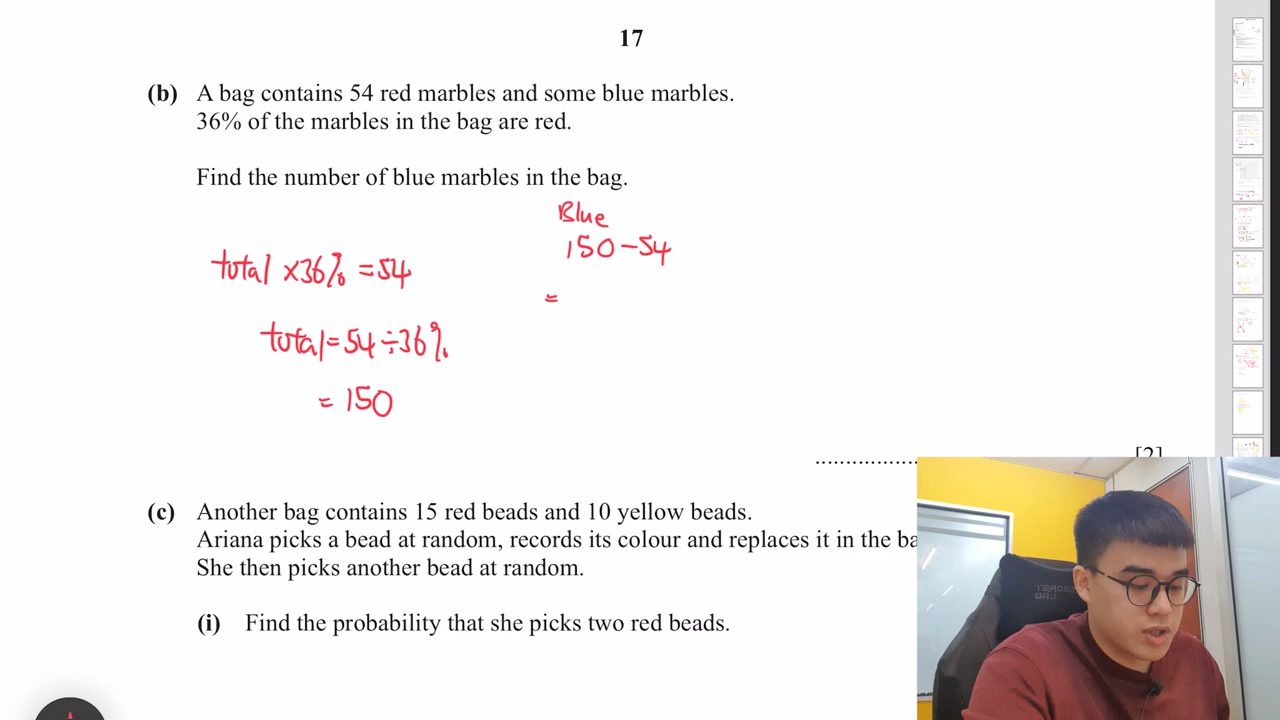 17
(b) A bag contains 54 red marbles and some blue marbles.
36% of the marbles in the bag are red.
Find the number of blue marbles in the bag.
Blue
150-54
=
total ×36% =54
total=54÷36%
= 150
[2]
(c) Another bag contains 15 red beads and 10 yellow beads.
Ariana picks a bead at random, records its colour and replaces it in the ba
She then picks another bead at random.
(i) Find the probability that she picks two red beads.